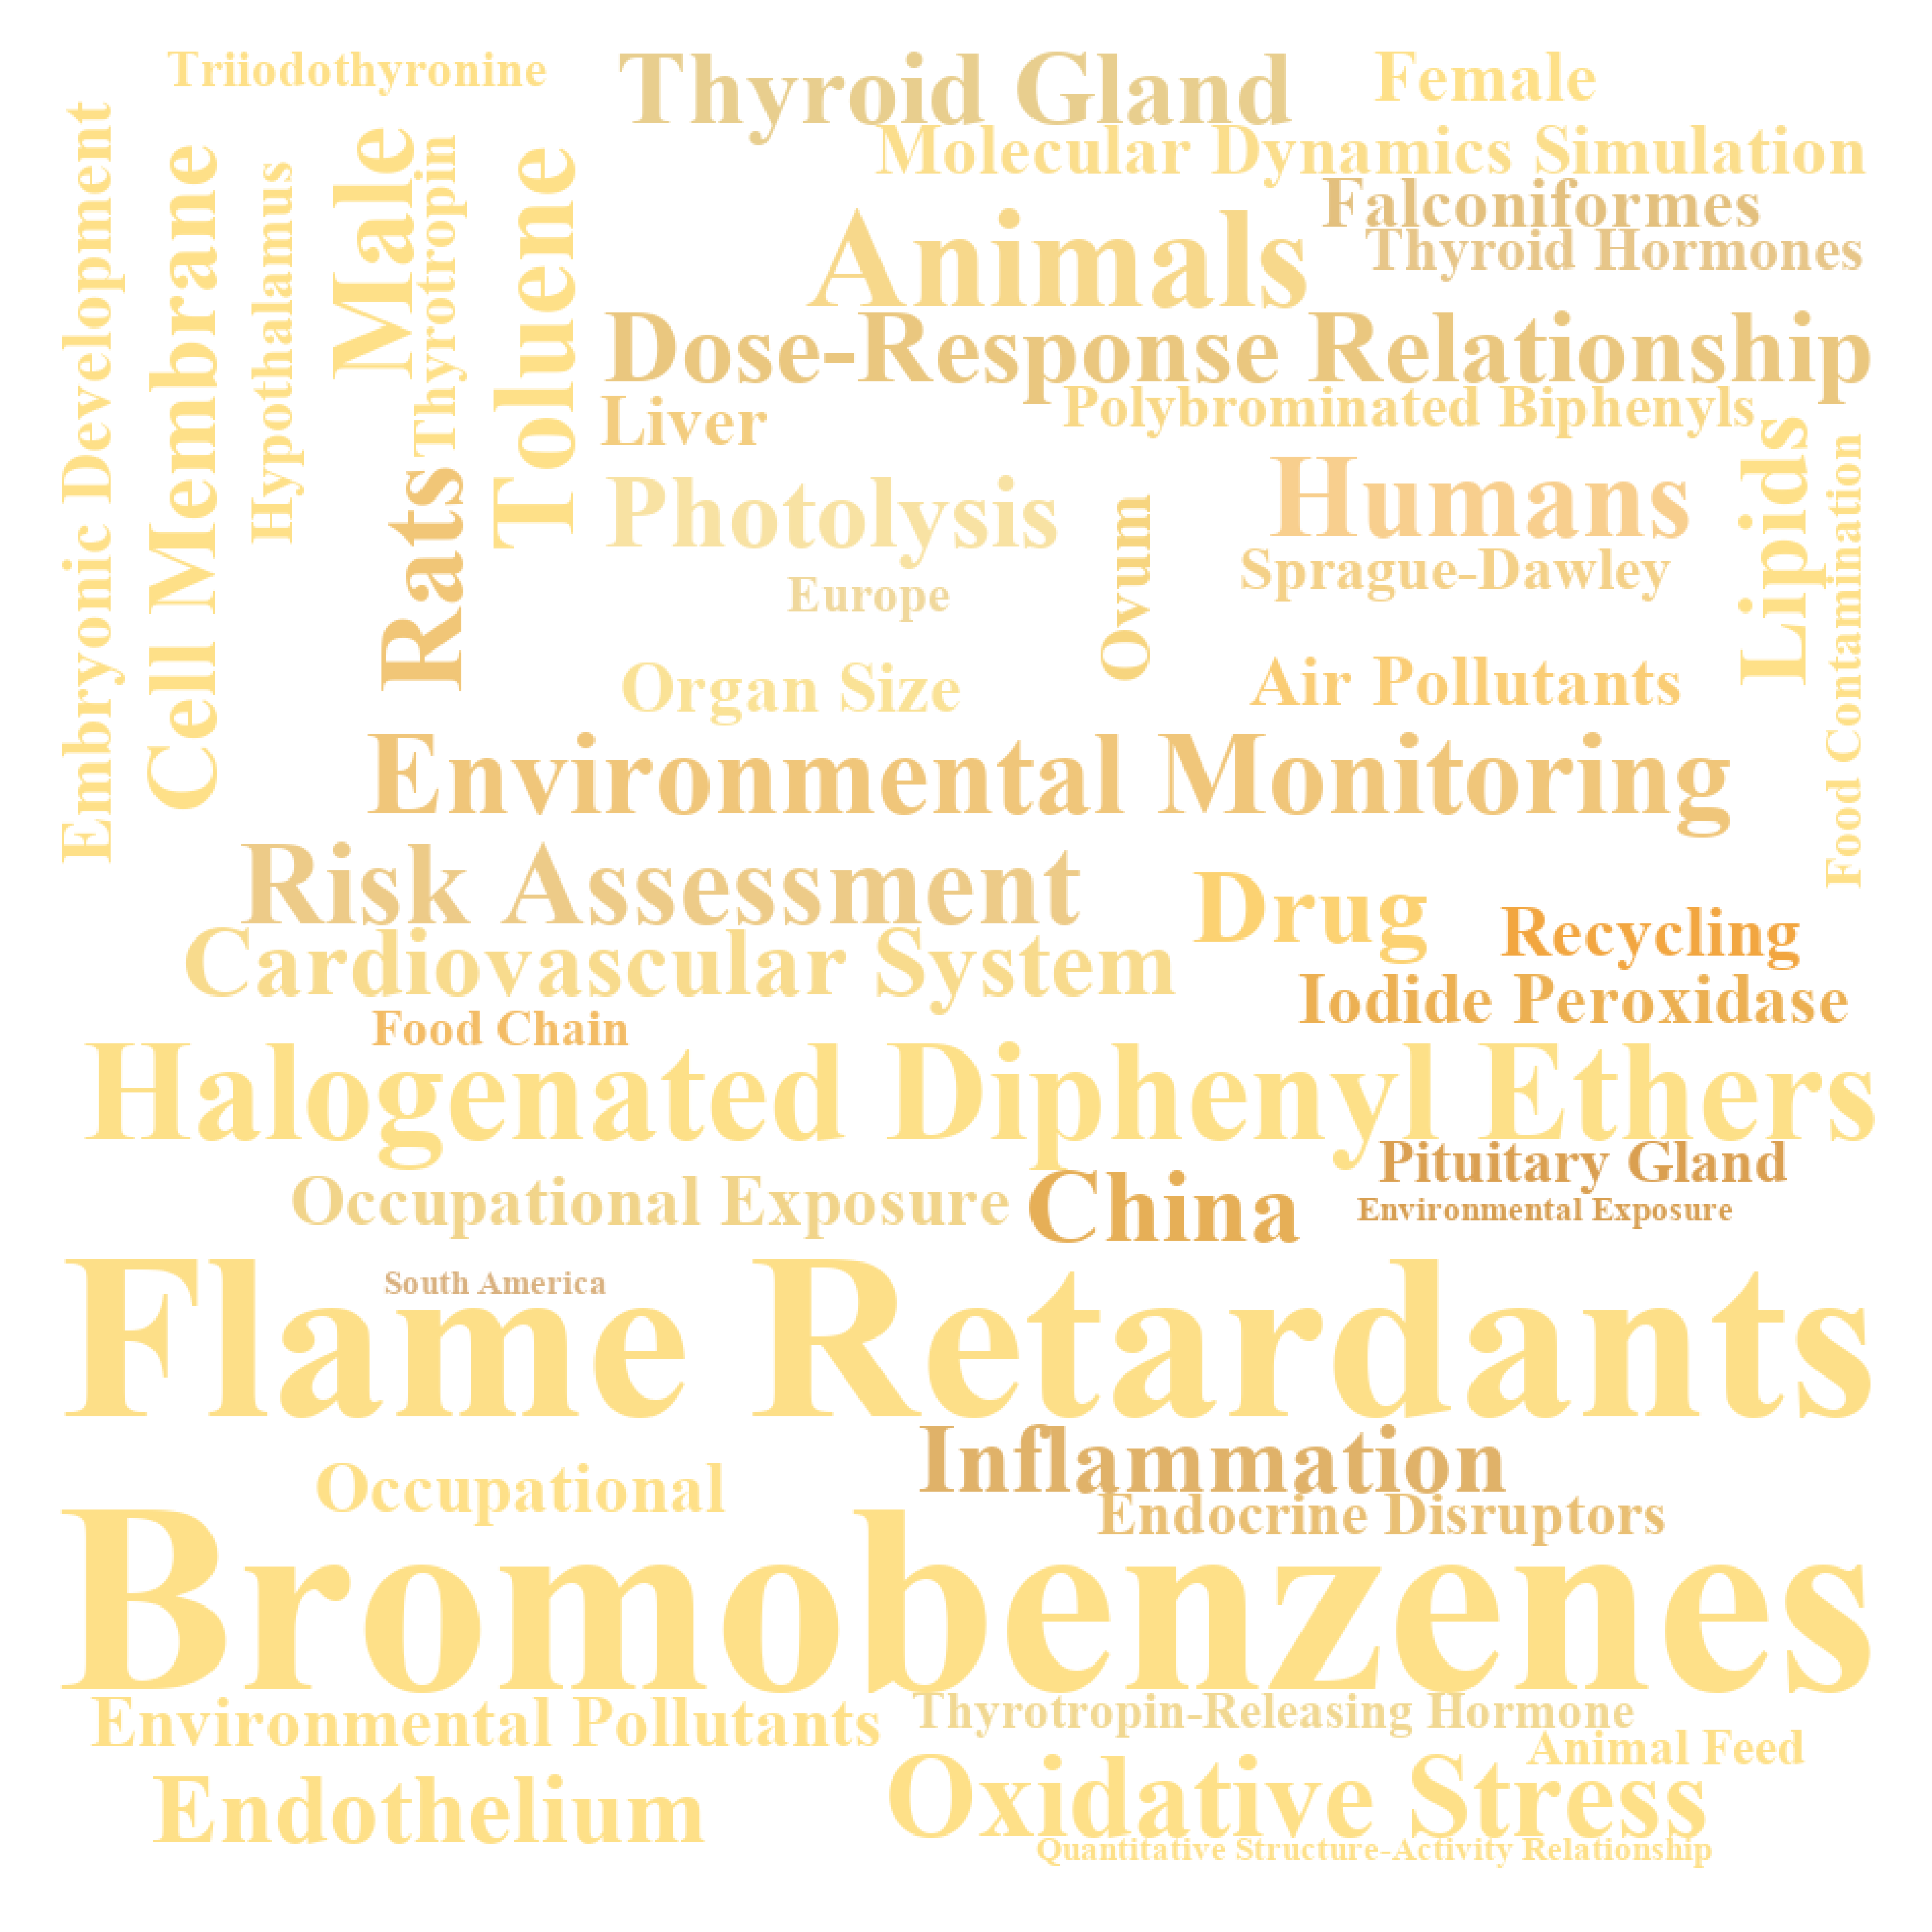 Triiodothyronine
Thyroid Gland
Female
Molecular Dynamics Simulation
Embryonic Development
Cell Membrane
Hypothalamus
Male
Thyrotropin
Toluene
Falconiformes
Animals
Thyroid Hormones
Dose-Response Relationship
Liver
Polybrominated Biphenyls
Rats
Photolysis
Ovum
Humans
Lipids
Food Contamination
Europe
Sprague-Dawley
Organ Size
Air Pollutants
Environmental Monitoring
Risk Assessment
Drug
Recycling
Cardiovascular System
Iodide Peroxidase
Food Chain
Halogenated Diphenyl Ethers
Pituitary Gland
Occupational Exposure
China
Environmental Exposure
South America
Flame Retardants
Inflammation
Occupational
Endocrine Disruptors
Bromobenzenes
Environmental Pollutants
Thyrotropin-Releasing Hormone
Animal Feed
Endothelium
Oxidative Stress
Quantitative Structure-Activity Relationship